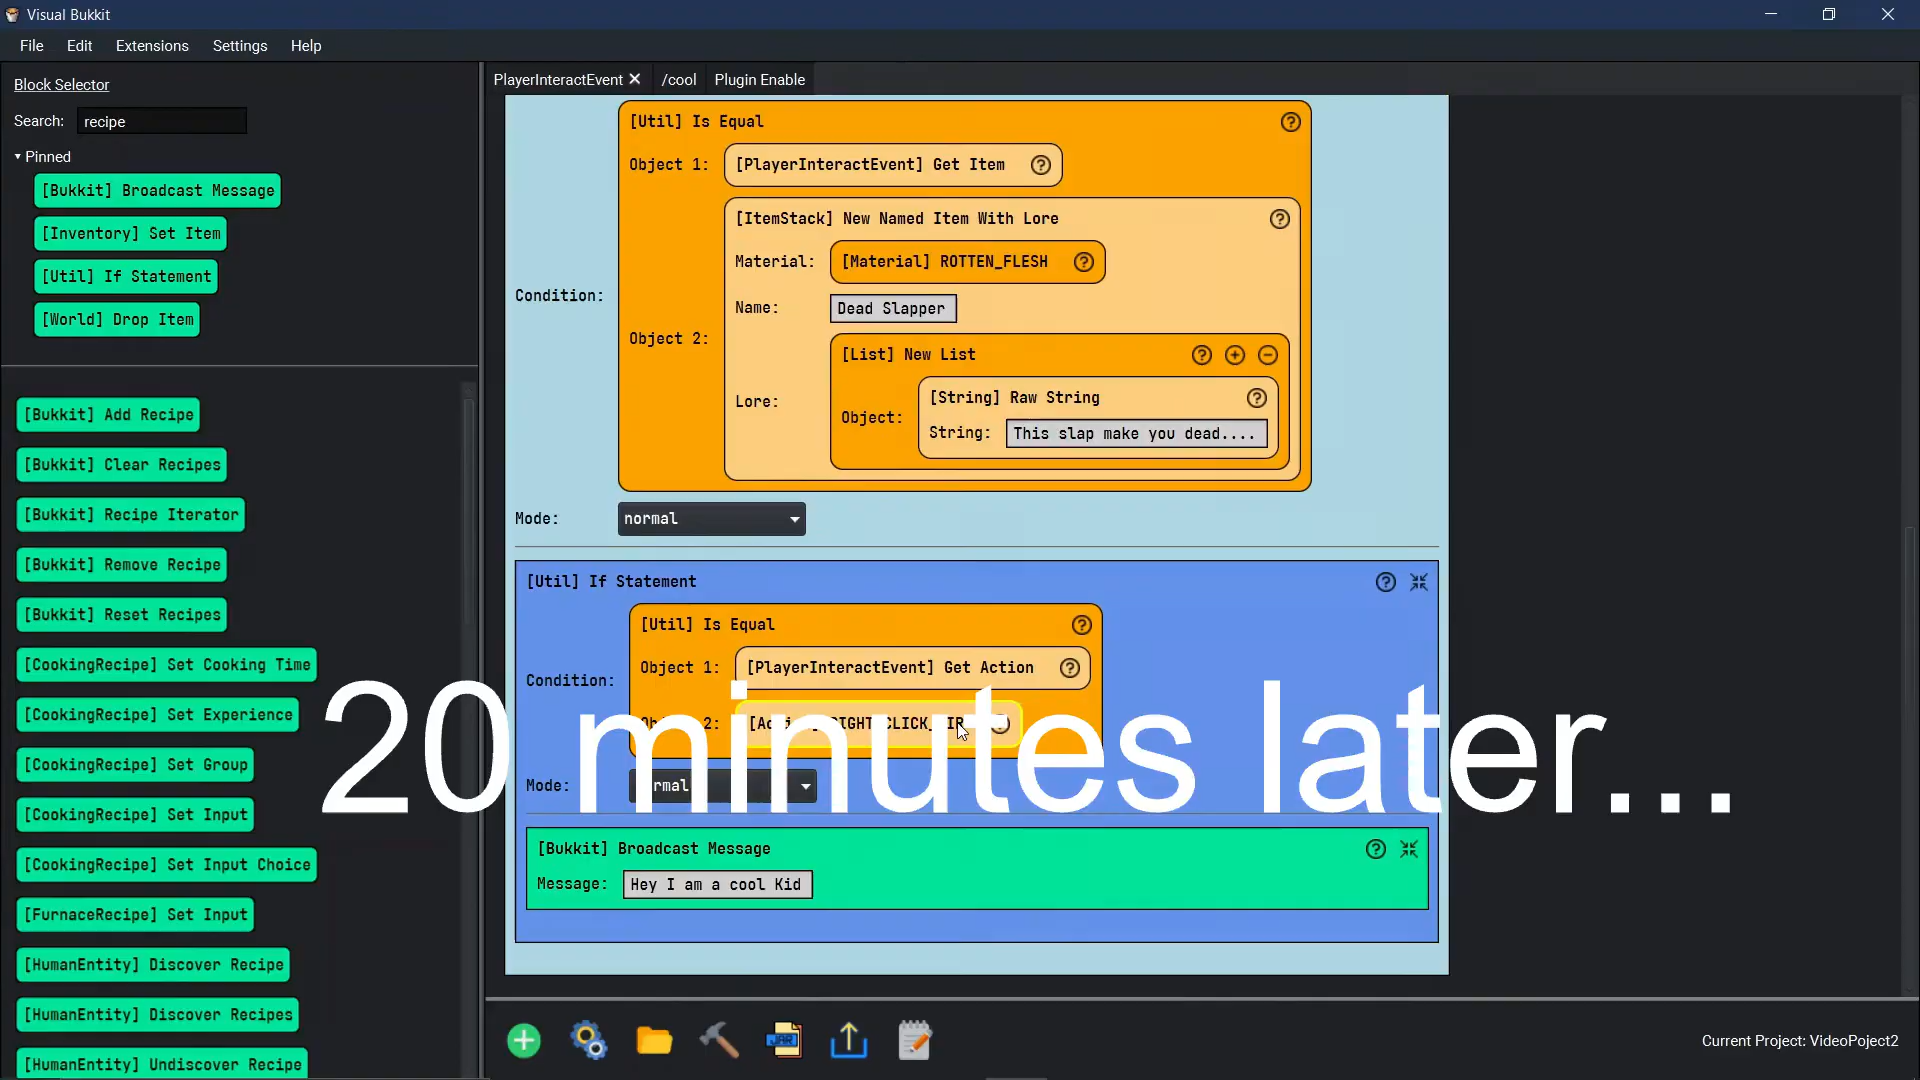 Visual Bukkit
File Edit Extensions Settings Help
Block Selector
Search: recipe
Pinned
[Bukkit] Broadcast Message
[Inventory] Set Item
[Util] If Statement
[World] Drop Item
[Bukkit] Add Recipe
[Bukkit] Clear Recipes
[Bukkit] Recipe Iterator
[Bukkit] Remove Recipe
[Bukkit] Reset Recipes
[CookingRecipe] Set Cooking Time
[CookingRecipe] Set Experience
[CookingRecipe] Set Group
[CookingRecipe] Set Input
[CookingRecipe] Set Input Choice
[FurnaceRecipe] Set Input
[HumanEntity] Discover Recipe
[HumanEntity] Discover Recipes
[HumanEntity] Undiscover Recipe
PlayerInteractEvent /cool Plugin Enable
[Util] Is Equal
Object 1: [PlayerInteractEvent] Get Item
[ItemStack] New Named Item With Lore
Material: [Material] ROTTEN_FLESH
Condition:
Name: Dead Slapper
Object 2:
[List] New List
[String] Raw String
Lore:
Object:
String: This slap make you dead....
Mode: normal
[Util] If Statement
[Util] Is Equal
Object 1: [PlayerInteractEvent] Get Action
Condition:
2:
CLICK
Mode:
20 minutes later...
[Bukkit] Broadcast Message
Message: Hey I am a cool Kid
JAR
Current Project: VideoPoject2